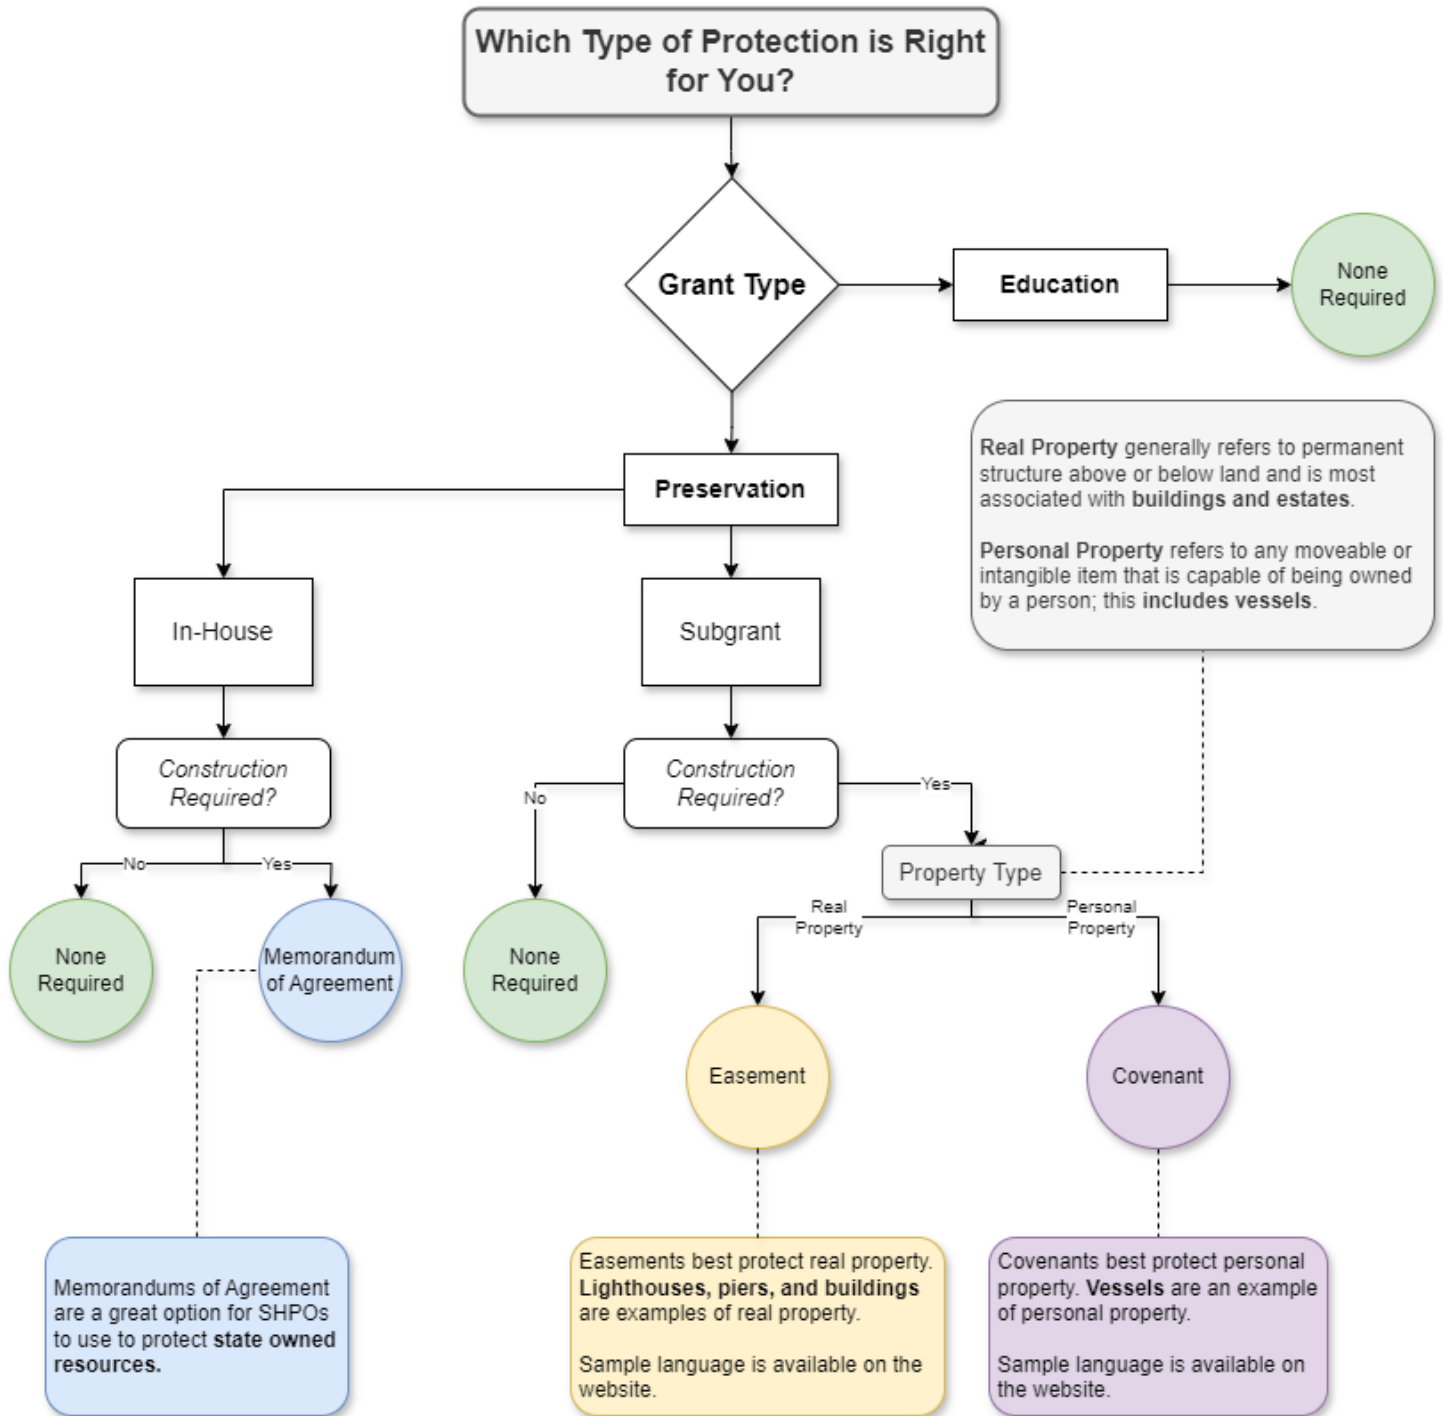 Which Type of Protection is Right
for You?
Grant Type
Education
None
Required
Preservation
Real Property generally refers to permanent
structure above or below land and is most
associated with buildings and estates.
Personal Property refers to any moveable or
intangible item that is capable of being owned
by a person; this includes vessels.
In-House
Subgrant
Construction
Required?
Construction
Required?
No
Yes
No
Yes
Property Type
Real
Property
Personal
Property
None
Required
Memorandum
of Agreement
None
Required
Easement
Covenant
Memorandums of Agreement
are a great option for SHPOs
to use to protect state owned
resources.
Easements best protect real property.
Lighthouses, piers, and buildings
are examples of real property.
Sample language is available on the
website.
Covenants best protect personal
property. Vessels are an example
of personal property.
Sample language is available on
the website.